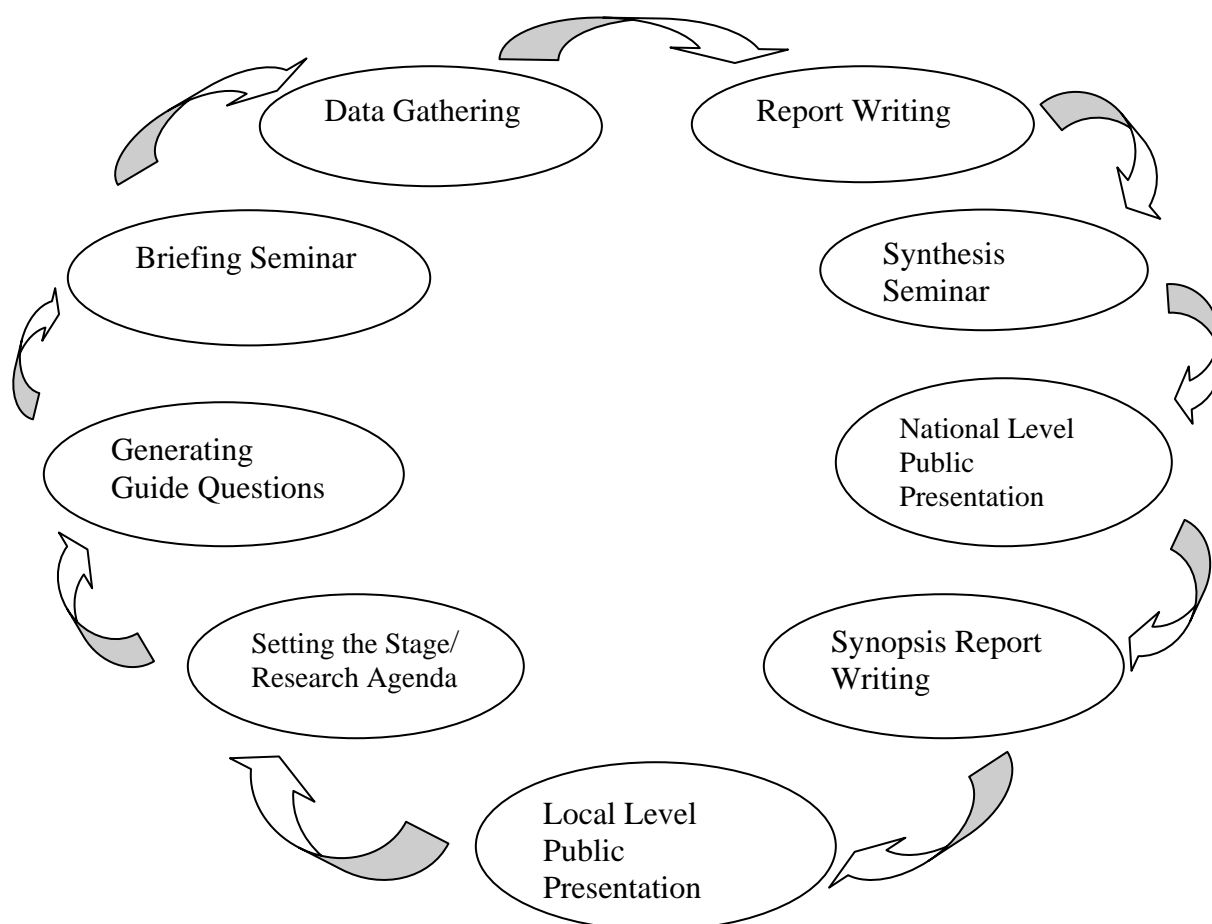 Data Gathering
Report Writing
Briefing Seminar
Synthesis
Seminar
Generating
Guide Questions
National Level
Public
Presentation
Setting the Stage/
Research Agenda
Synopsis Report
Writing
Local Level
Public
Presentation